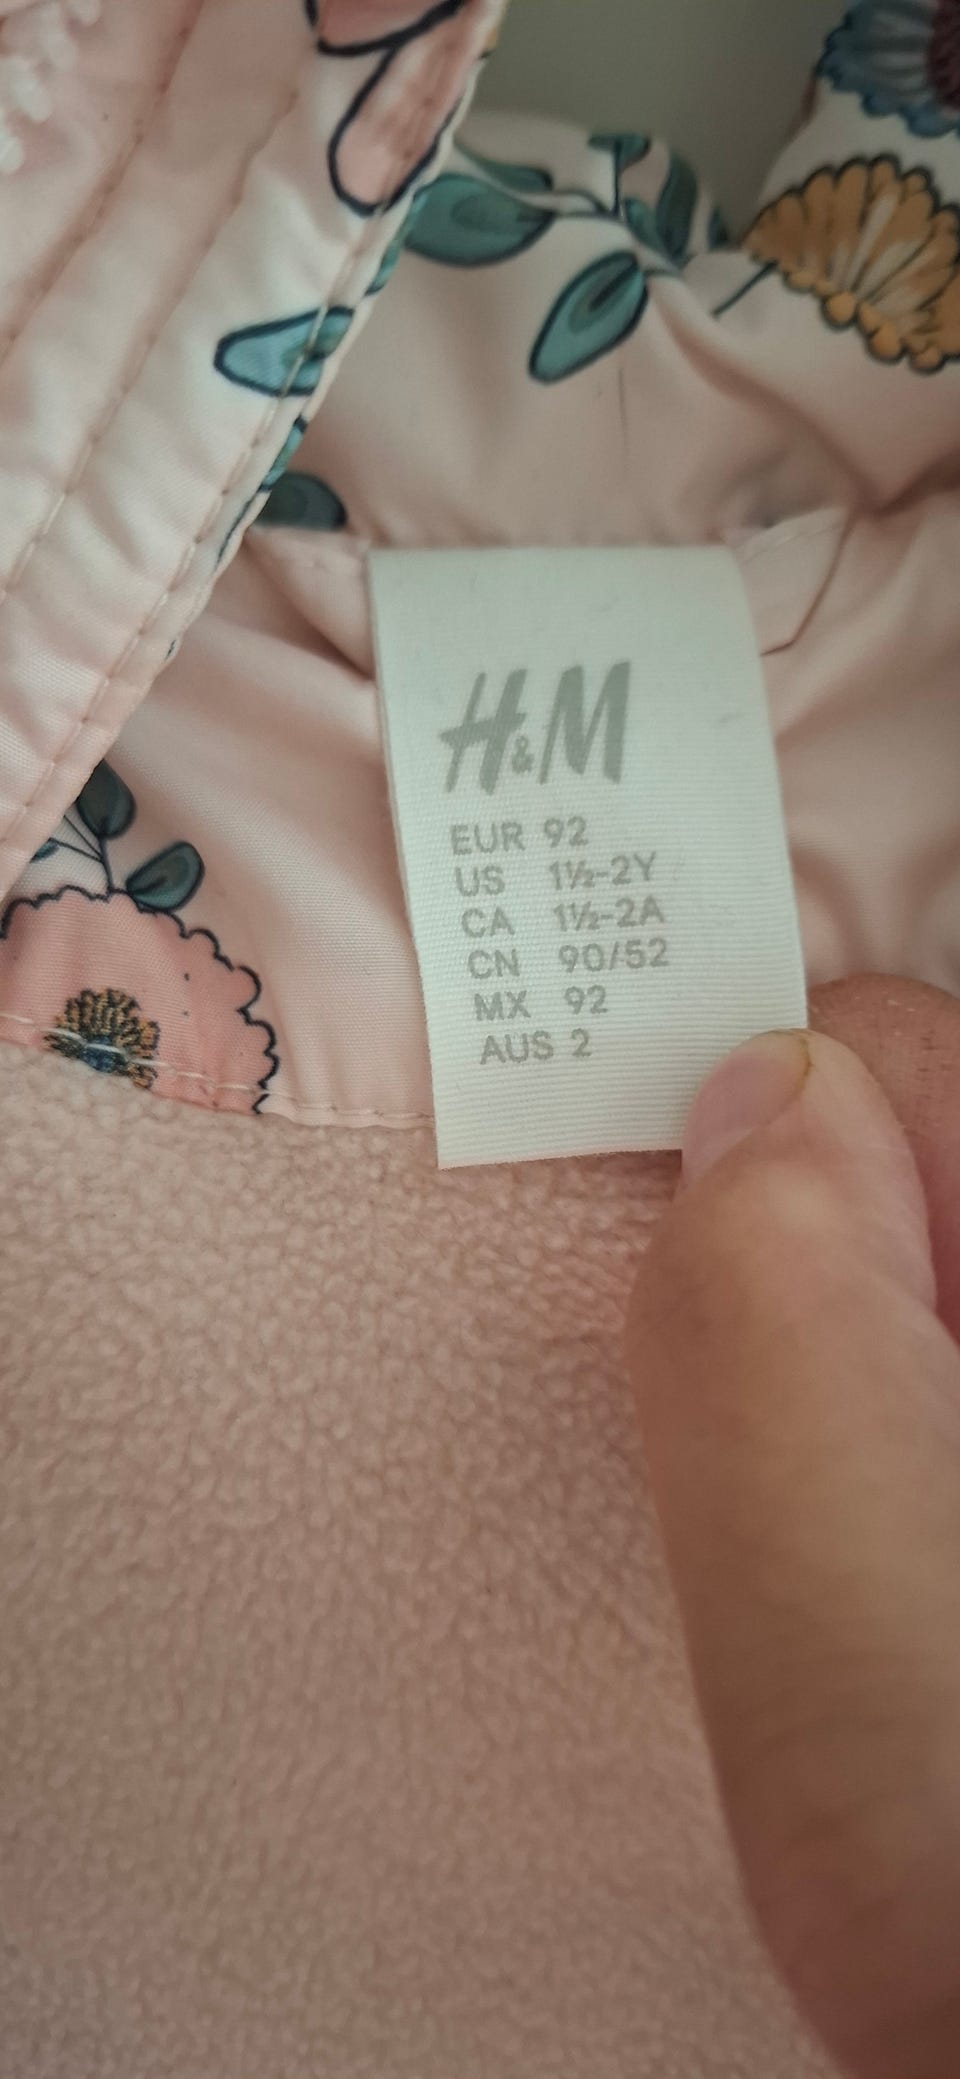 H&M
EUR 92
US 1½-2Y
CA 1½-2A
CN 90/52
MX 92
AUS 2